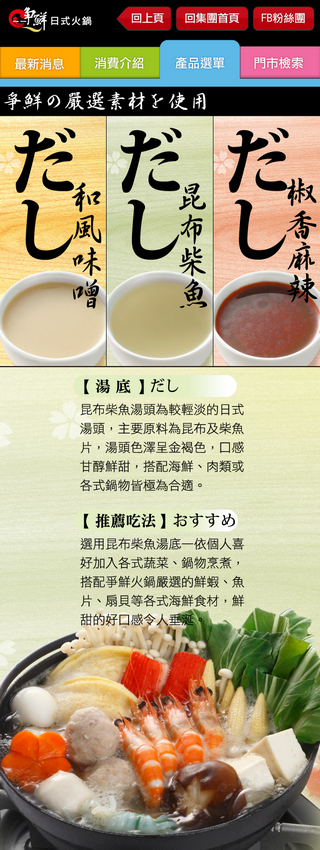 爭鮮 日式火鍋
回上頁
回集團首頁
FB粉絲團
最新消息
消費介紹
產品選單
門市檢索
爭鮮の嚴選素材を使用
だし
和風味噌
だし
昆布柴魚
だし
椒香麻辣
【 湯 底 】だし
昆布柴魚湯頭為較輕淡的日式
湯頭，主要原料為昆布及柴魚
片，湯頭色澤呈金褐色，口感
甘醇鮮甜，搭配海鮮、肉類或
各式鍋物皆極為合適。
【 推薦吃法 】おすすめ
選用昆布柴魚湯底一依個人喜
好加入各式蔬菜、鍋物烹煮，
搭配爭鮮火鍋嚴選的鮮蝦、魚
片、扇貝等各式海鮮食材，鮮
甜的好口感令人垂涎。